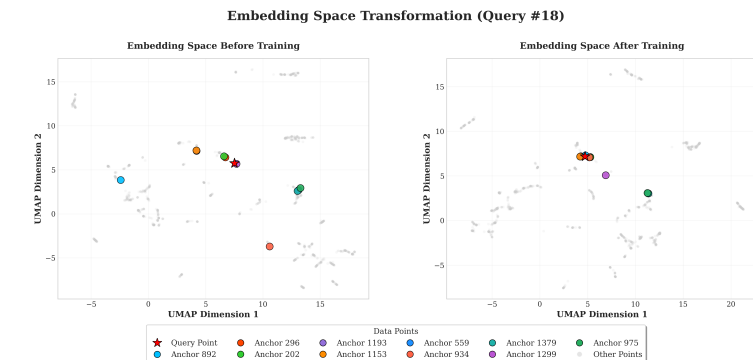 Embedding Space Transformation (Query #18)
Embedding Space Before Training
UMAP Dimension 2
15
10
5
0
−5
−5 0 5 10 15
UMAP Dimension 1
Embedding Space After Training
UMAP Dimension 2
15
10
5
0
−5
−5 0 5 10 15 20
UMAP Dimension 1
Data Points
Query Point Anchor 296 Anchor 1193 Anchor 559 Anchor 1379 Anchor 975
Anchor 892 Anchor 202 Anchor 1153 Anchor 934 Anchor 1299 Other Points